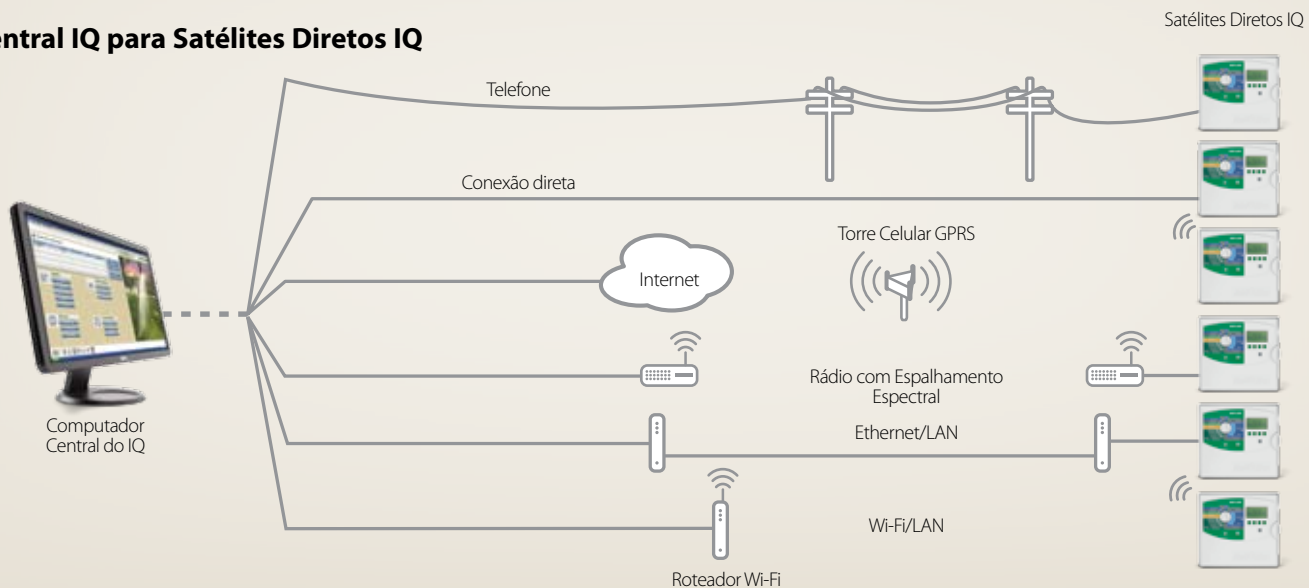 Satélites Diretos IQ
entral IQ para Satélites Diretos IQ
Telefone
Conexão direta
Torre Celular GPRS
Internet
Rádio com Espalhamento
Espectral
Computador
Central do IQ
Ethernet/LAN
Wi-Fi/LAN
Roteador Wi-Fi